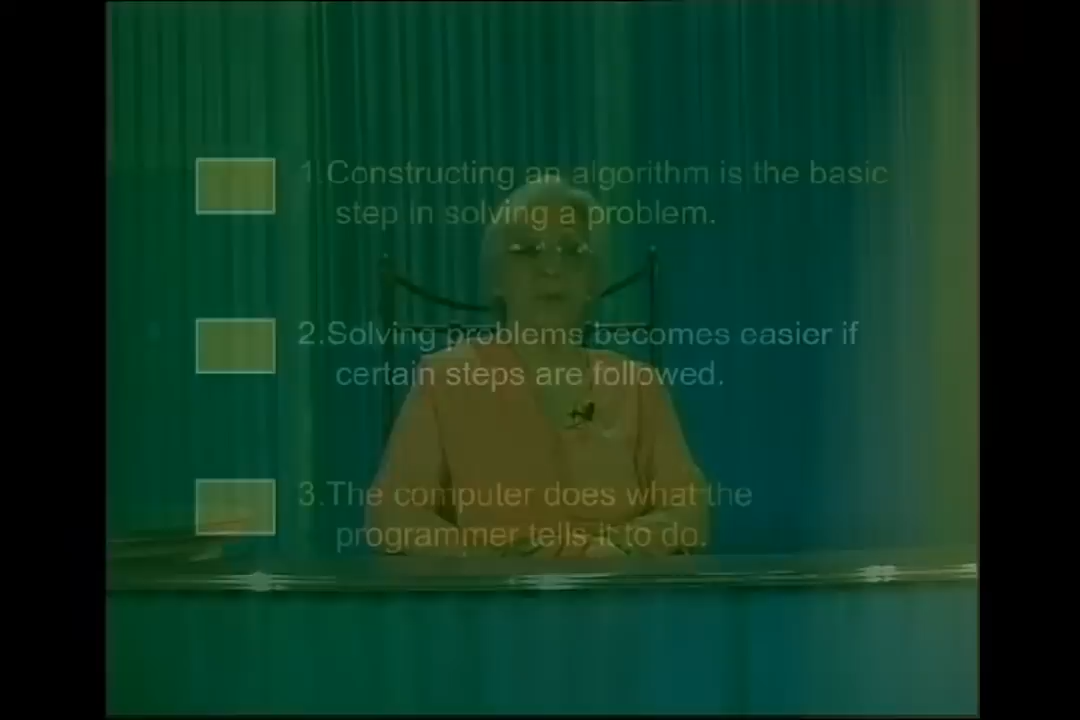 1.Constructing an algorithm is the basic
step in solving a problem.
2.Solving problems becomes easier if
certain steps are followed.
3.The computer does what the
programmer tells it to do.